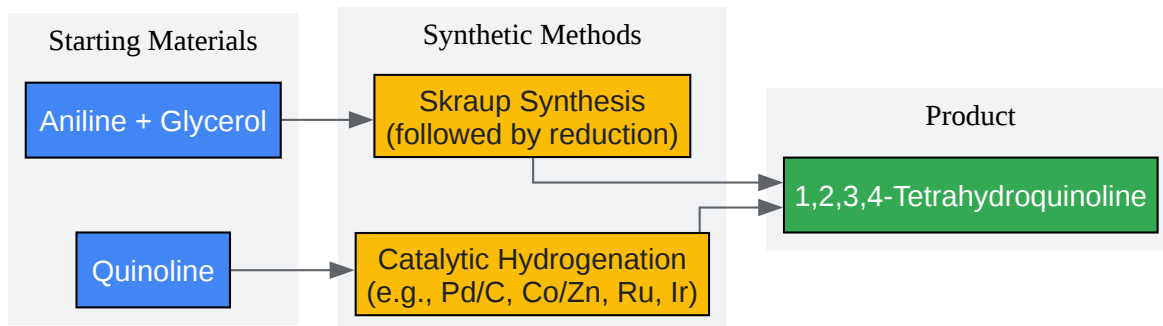 Starting Materials
Aniline + Glycerol
Quinoline
Synthetic Methods
Skraup Synthesis
(followed by reduction)
Catalytic Hydrogenation
(e.g., Pd/C, Co/Zn, Ru, Ir)
Product
1,2,3,4-Tetrahydroquinoline